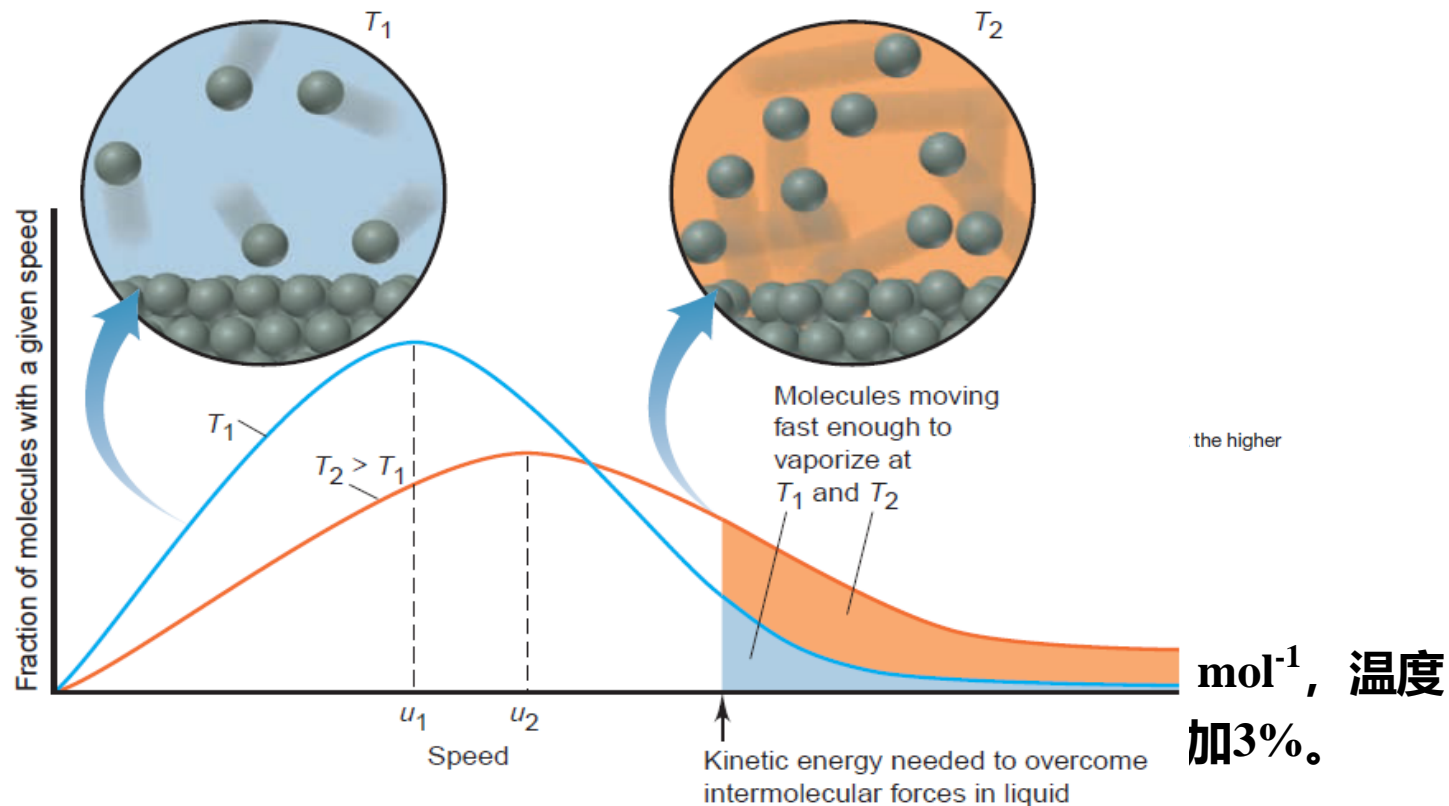 T1
T2
Fraction of molecules with a given speed
T1
T2 > T1
Molecules moving
fast enough to
vaporize at
T1 and T2
the higher
u1
u2
Speed
Kinetic energy needed to overcome
intermolecular forces in liquid
mol-1，温度
加3%。